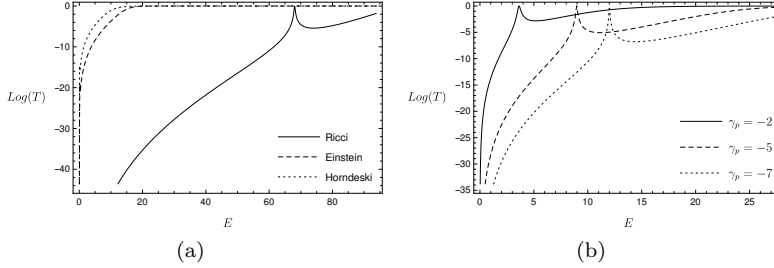 0
−10
−20
−30
−40
Log(T)
0
20
40
60
80
E
Ricci
Einstein
Horndeski
(a)
0
−5
−10
−15
−20
−25
−30
−35
Log(T)
0
5
10
15
20
25
E
γp = −2
γp = −5
γp = −7
(b)